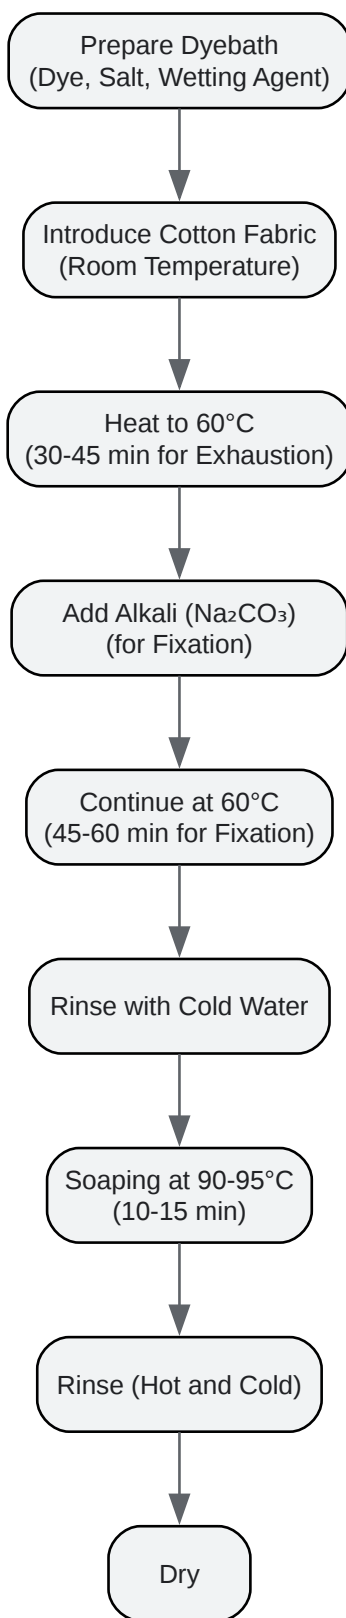 Prepare Dyebath
(Dye, Salt, Wetting Agent)
Introduce Cotton Fabric
(Room Temperature)
Heat to 60°C
(30-45 min for Exhaustion)
Add Alkali (Na₂CO₃)
(for Fixation)
Continue at 60°C
(45-60 min for Fixation)
Rinse with Cold Water
Soaping at 90-95°C
(10-15 min)
Rinse (Hot and Cold)
Dry